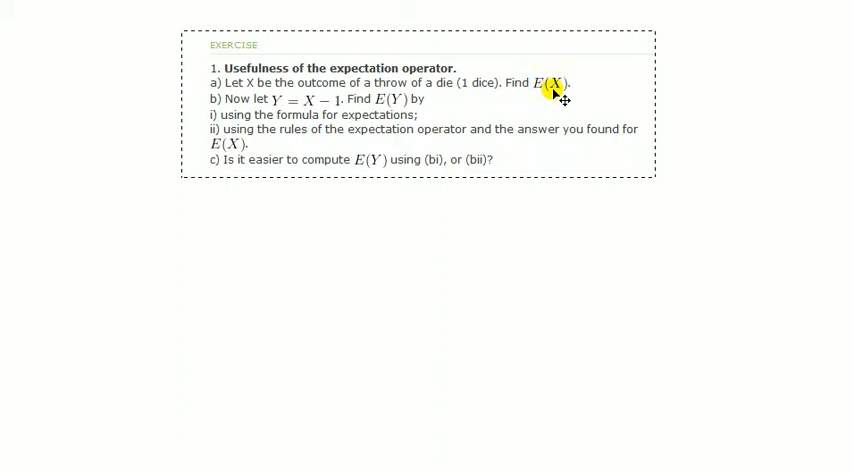 EXERCISE
1. Usefulness of the expectation operator.
a) Let X be the outcome of a throw of a die (1 dice). Find E(X).
b) Now let Y = X − 1. Find E(Y) by
i) using the formula for expectations;
ii) using the rules of the expectation operator and the answer you found for
E(X).
c) Is it easier to compute E(Y) using (bi), or (bii)?